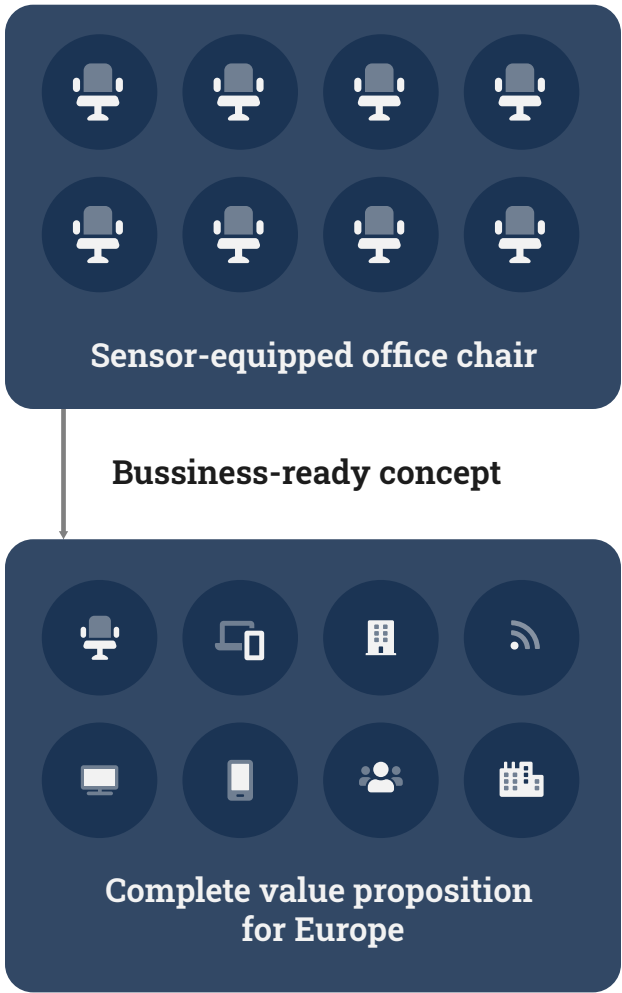 Sensor-equipped office chair
Bussiness-ready concept
Complete value proposition
for Europe